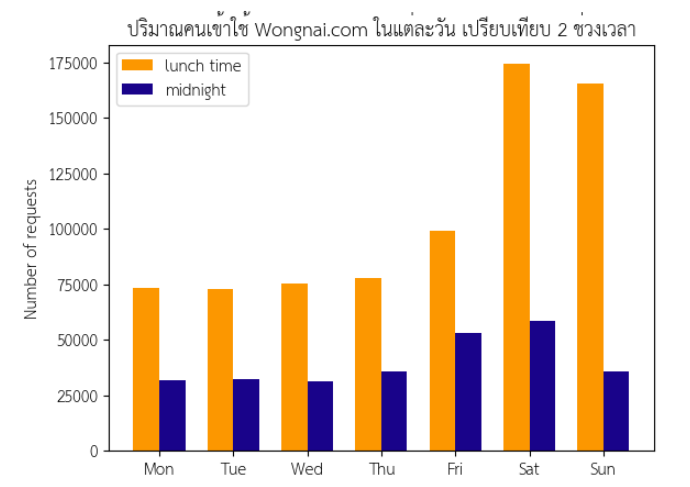 ปริมาณคนเข้าใช้ Wongnai.com ในแต่ละวัน เปรียบเทียบ 2 ช่วงเวลา
lunch time
midnight
Number of requests
175000
150000
125000
100000
75000
50000
25000
0
Mon Tue Wed Thu Fri Sat Sun